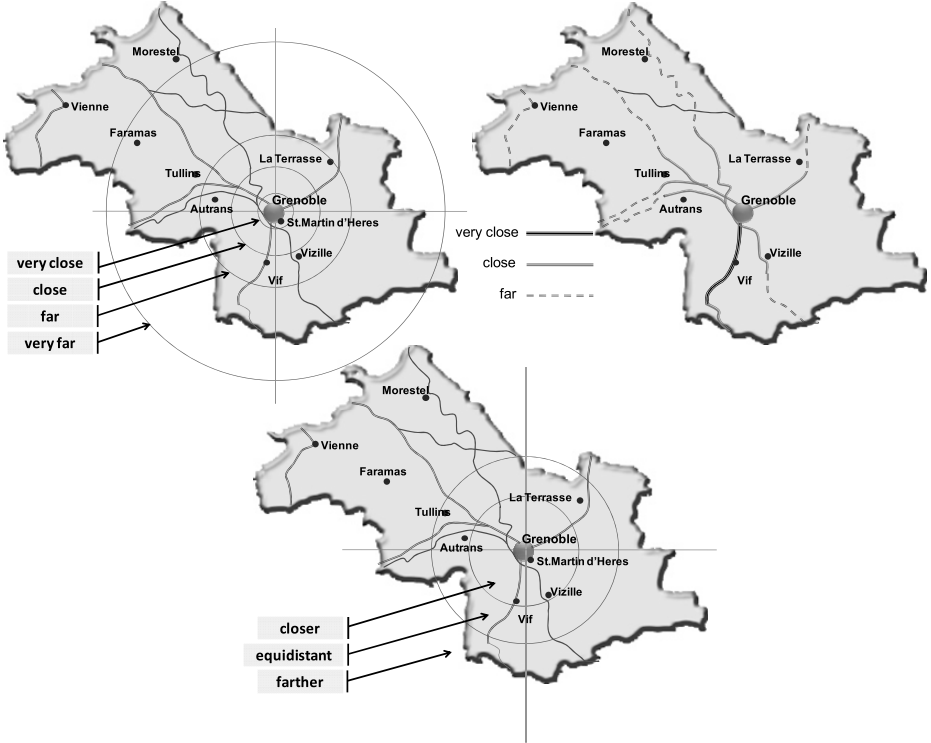 Morestel
Vienne
Faramas
La Terrasse
Tullins
Grenoble
Autrans
St.Martin d'Heres
Vizille
Vif
very close
close
far
very far
Morestel
Vienne
Faramas
La Terrasse
Tullins
Grenoble
Autrans
Vizille
Vif
very close
close
far
Morestel
Vienne
Faramas
La Terrasse
Tullins
Grenoble
Autrans
St.Martin d'Heres
Vizille
Vif
closer
equidistant
farther